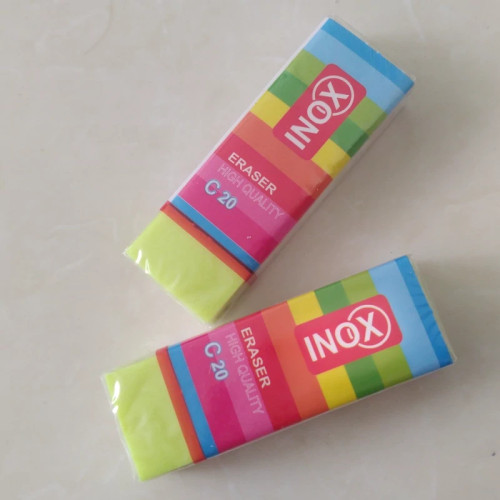 INOX
ERASER
HIGH QUALITY
C 20
INOX
ERASER
HIGH QUALITY
C 20